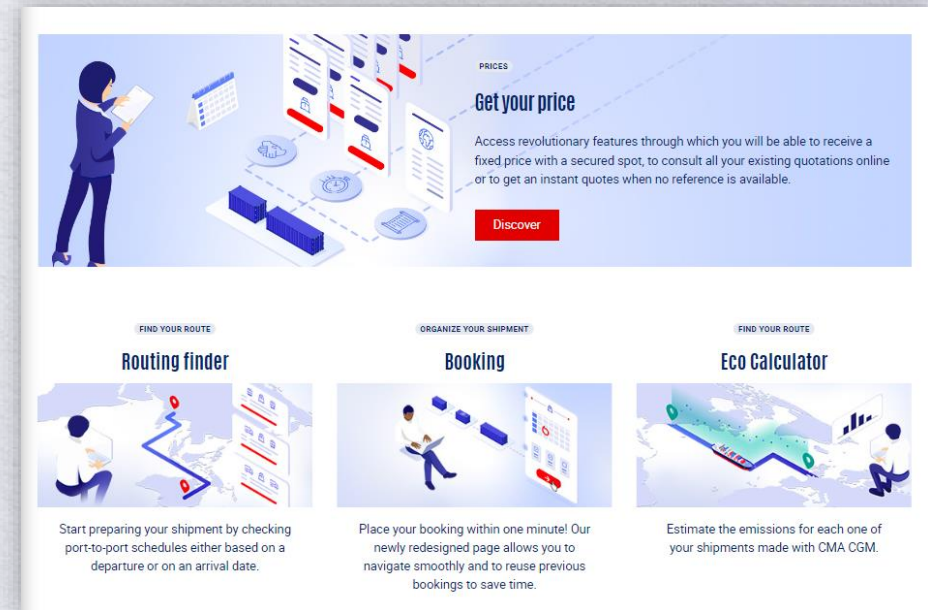 PRICES
Get your price
Access revolutionary features through which you will be able to receive a
fixed price with a secured spot, to consult all your existing quotations online
or to get an instant quotes when no reference is available.
Discover
FIND YOUR ROUTE
Routing finder
Start preparing your shipment by checking
port-to-port schedules either based on a
departure or on an arrival date.
ORGANIZE YOUR SHIPMENT
Booking
Place your booking within one minute! Our
newly redesigned page allows you to
navigate smoothly and to reuse previous
bookings to save time.
FIND YOUR ROUTE
Eco Calculator
Estimate the emissions for each one of
your shipments made with CMA CGM.